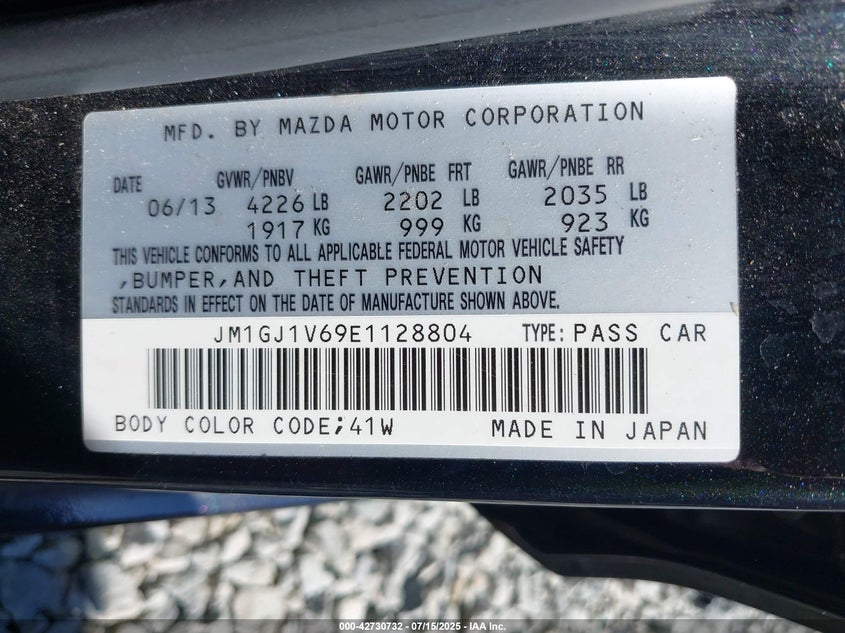 MFD. BY MAZDA MOTOR CORPORATION
DATE GVWR/PNBV GAWR/PNBE FRT GAWR/PNBE RR
06/13 4226 LB 2202 LB 2035 LB
1917 KG 999 KG 923 KG
THIS VEHICLE CONFORMS TO ALL APPLICABLE FEDERAL MOTOR VEHICLE SAFETY
,BUMPER,AND THEFT PREVENTION
STANDARDS IN EFFECT ON THE DATE OF MANUFACTURE SHOWN ABOVE.
JM1GJ1V69E1128804 TYPE: PASS CAR
BODY COLOR CODE;41W MADE IN JAPAN
000-42730732 - 07/15/2025 - IAA Inc.